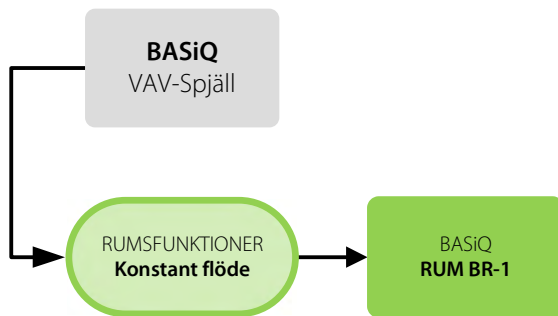 BASiQ
VAV-Spjäll
RUMSFUNKTIONER
Konstant flöde
BASiQ
RUM BR-1